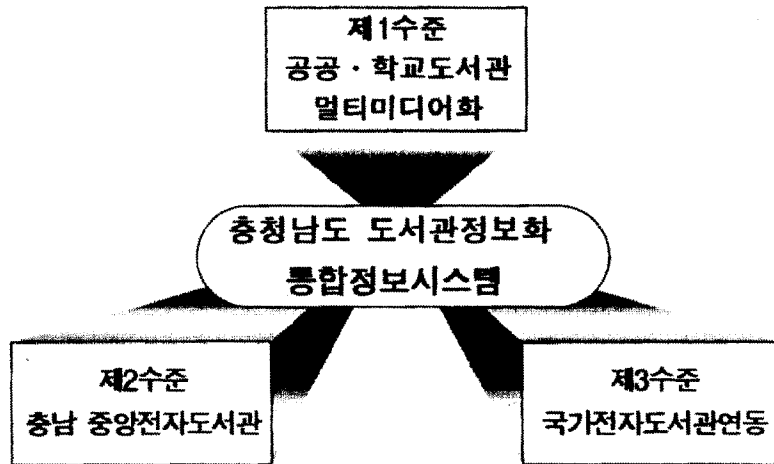 제1수준
공공 · 학교도서관
멀티미디어화
충청남도 도서관정보화
통합정보시스템
제2수준
충남 중앙전자도서관
제3수준
국가전자도서관연동